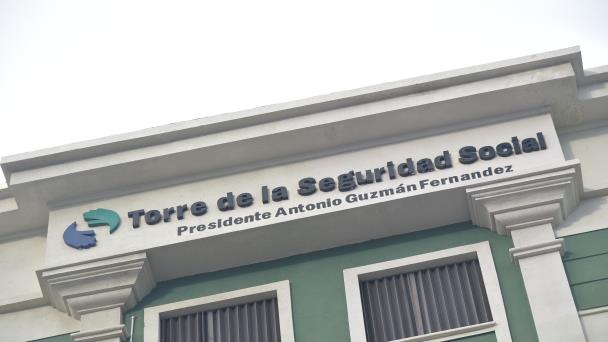 Torre de la Seguridad Social
Presidente Antonio Guzmán Fernandez